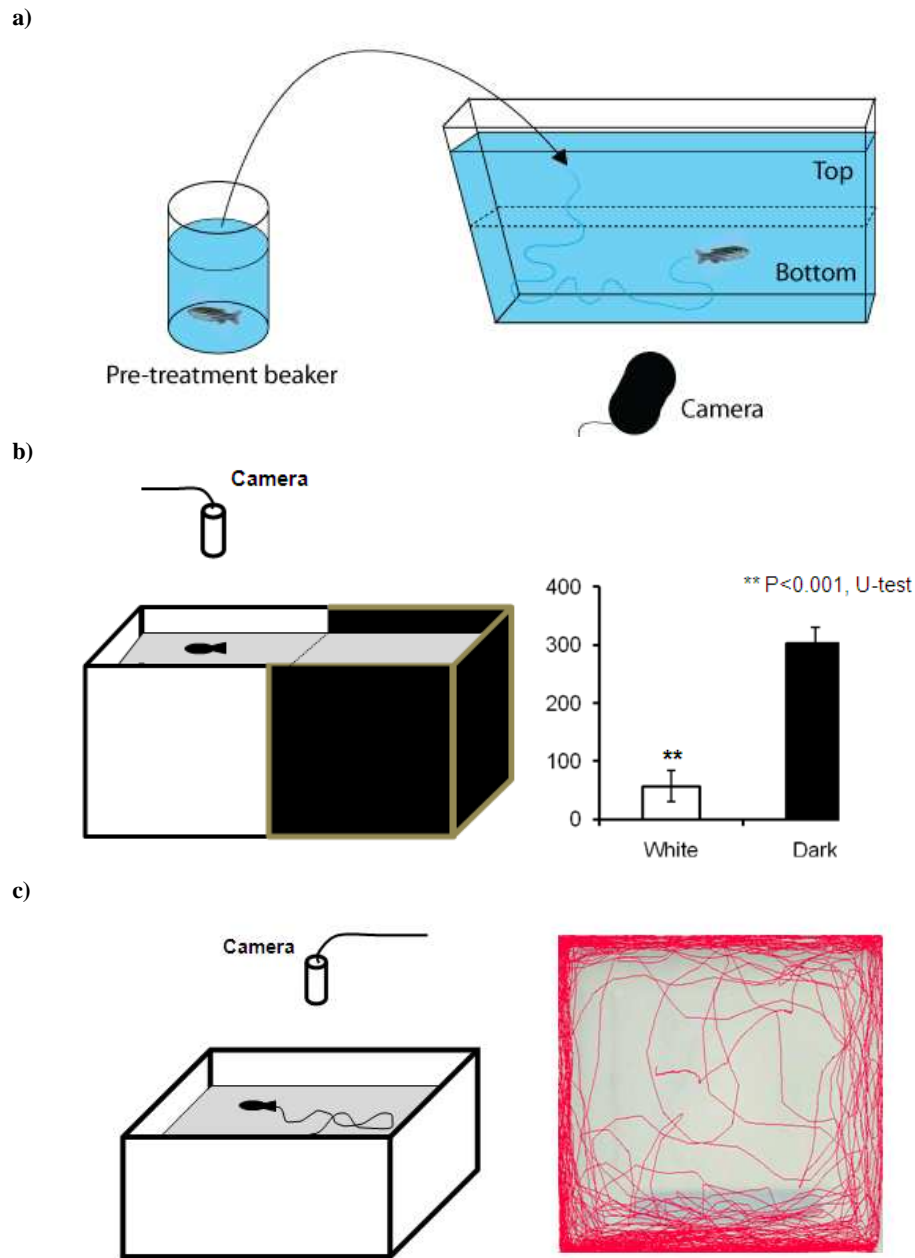 a)
Top
Bottom
Pre-treatment beaker
Camera
b)
Camera
** P<0.001, U-test
400
300
200
100
0
**
White
Dark
c)
Camera